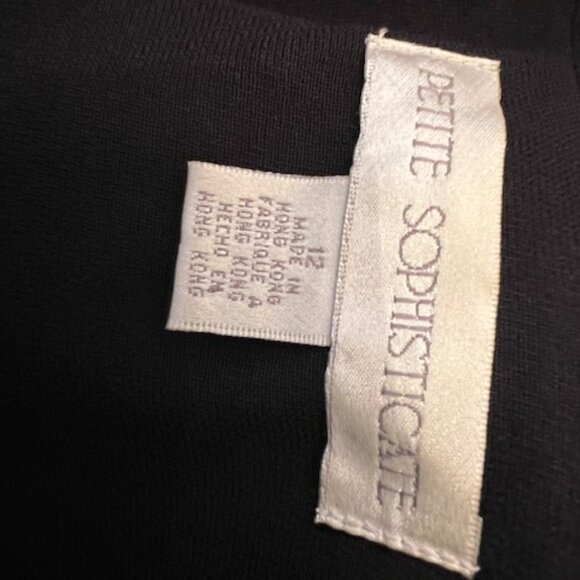 PETITE SOPHISTICATE
12
MADE IN
HONG KONG
FABRIQUE A
HONG KONG
HECHO EN
HONG KONG